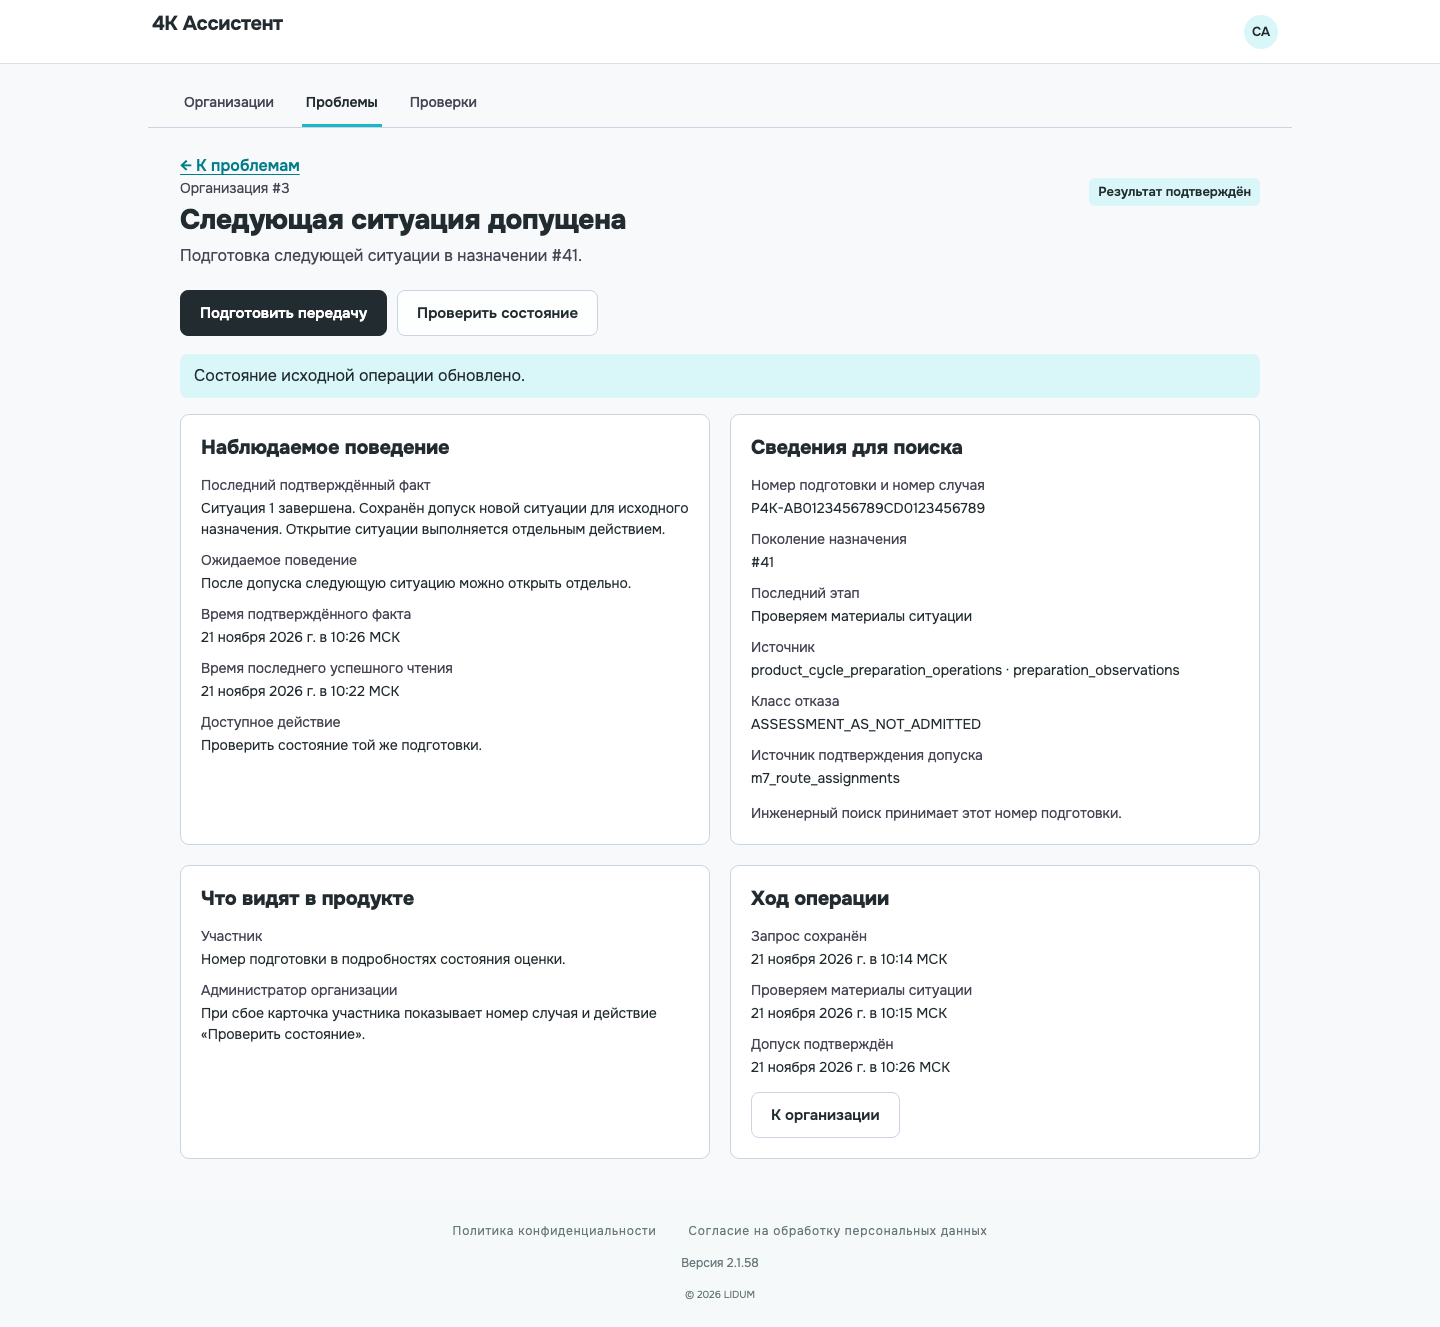 4K Ассистент
CA
Организации
Проблемы
Проверки
← К проблемам
Организация #3
Результат подтверждён
Следующая ситуация допущена
Подготовка следующей ситуации в назначении #41.
Подготовить передачу
Проверить состояние
Состояние исходной операции обновлено.
Наблюдаемое поведение
Последний подтверждённый факт
Ситуация 1 завершена. Сохранён допуск новой ситуации для исходного
назначения. Открытие ситуации выполняется отдельным действием.
Ожидаемое поведение
После допуска следующую ситуацию можно открыть отдельно.
Время подтверждённого факта
21 ноября 2026 г. в 10:26 МСК
Время последнего успешного чтения
21 ноября 2026 г. в 10:22 МСК
Доступное действие
Проверить состояние той же подготовки.
Сведения для поиска
Номер подготовки и номер случая
P4K-AB0123456789CD0123456789
Поколение назначения
#41
Последний этап
Проверяем материалы ситуации
Источник
product_cycle_preparation_operations · preparation_observations
Класс отказа
ASSESSMENT_AS_NOT_ADMITTED
Источник подтверждения допуска
m7_route_assignments
Инженерный поиск принимает этот номер подготовки.
Что видят в продукте
Участник
Номер подготовки в подробностях состояния оценки.
Администратор организации
При сбое карточка участника показывает номер случая и действие
«Проверить состояние».
Ход операции
Запрос сохранён
21 ноября 2026 г. в 10:14 МСК
Проверяем материалы ситуации
21 ноября 2026 г. в 10:15 МСК
Допуск подтверждён
21 ноября 2026 г. в 10:26 МСК
К организации
Политика конфиденциальности
Согласие на обработку персональных данных
Версия 2.1.58
© 2026 LIDUM